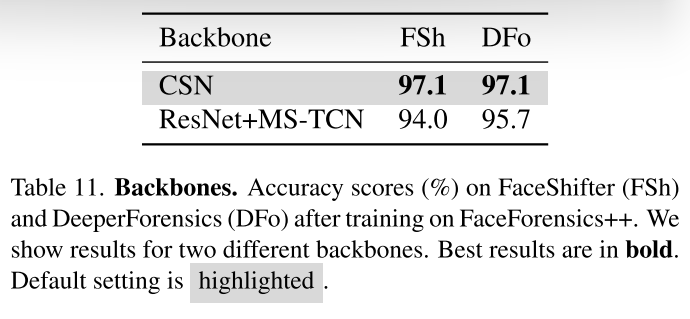 Backbone FSh DFo
CSN 97.1 97.1
ResNet+MS-TCN 94.0 95.7
Table 11. Backbones. Accuracy scores (%) on FaceShifter (FSh)
and DeeperForensics (DFo) after training on FaceForensics++. We
show results for two different backbones. Best results are in bold.
Default setting is highlighted .